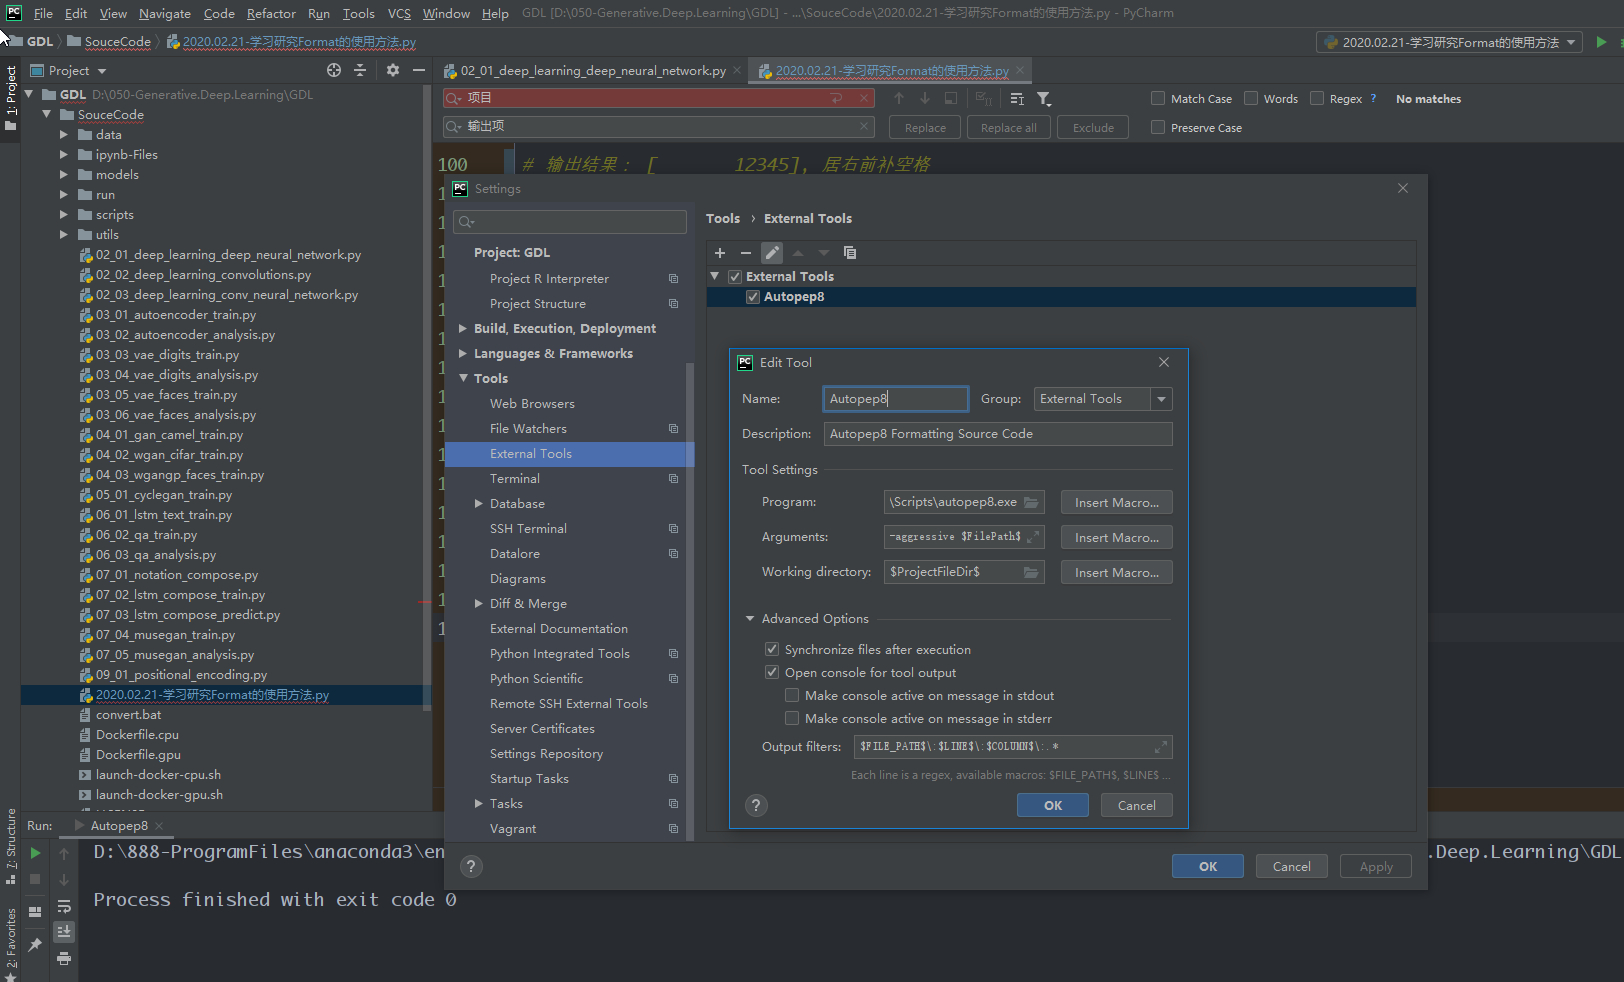 File Edit View Navigate Code Refactor Run Tools VCS Window Help GDL [D:\050-Generative.Deep.Learning\GDL] - ...\SouceCode\2020.02.21-学习研究Format的使用方法.py - PyCharm
GDL SouceCode 2020.02.21-学习研究Format的使用方法.py 2020.02.21-学习研究Format的使用方法
1: Project
Project 02_01_deep_learning_deep_neural_network.py 2020.02.21-学习研究Format的使用方法.py
GDL D:\050-Generative.Deep.Learning\GDL
项目 Match Case Words Regex ? No matches
输出项 Replace Replace all Exclude Preserve Case
100 # 输出结果: [ 12345], 居右前补空格
SouceCode
data
ipynb-Files
models
run
scripts
utils
02_01_deep_learning_deep_neural_network.py
02_02_deep_learning_convolutions.py
02_03_deep_learning_conv_neural_network.py
03_01_autoencoder_train.py
03_02_autoencoder_analysis.py
03_03_vae_digits_train.py
03_04_vae_digits_analysis.py
03_05_vae_faces_train.py
03_06_vae_faces_analysis.py
04_01_gan_camel_train.py
04_02_wgan_cifar_train.py
04_03_wgangp_faces_train.py
05_01_cyclegan_train.py
06_01_lstm_text_train.py
06_02_qa_train.py
06_03_qa_analysis.py
07_01_notation_compose.py
07_02_lstm_compose_train.py
07_03_lstm_compose_predict.py
07_04_musegan_train.py
07_05_musegan_analysis.py
09_01_positional_encoding.py
2020.02.21-学习研究Format的使用方法.py
convert.bat
Dockerfile.cpu
Dockerfile.gpu
launch-docker-cpu.sh
launch-docker-gpu.sh
Settings
Project: GDL
Project R Interpreter
Project Structure
Build, Execution, Deployment
Languages & Frameworks
Tools
Web Browsers
File Watchers
External Tools
Terminal
Database
SSH Terminal
Datalore
Diagrams
Diff & Merge
External Documentation
Python Integrated Tools
Python Scientific
Remote SSH External Tools
Server Certificates
Settings Repository
Startup Tasks
Tasks
Vagrant
Tools › External Tools
External Tools
Autopep8
Edit Tool
Name: Autopep8 Group: External Tools
Description: Autopep8 Formatting Source Code
Tool Settings
Program: \Scripts\autopep8.exe Insert Macro...
Arguments: -aggressive $FilePath$ Insert Macro...
Working directory: $ProjectFileDir$ Insert Macro...
Advanced Options
Synchronize files after execution
Open console for tool output
Make console active on message in stdout
Make console active on message in stderr
Output filters: $FILE_PATH$\:$LINE$\:$COLUMN$\:.*
Each line is a regex, available macros: $FILE_PATH$, $LINE$ ...
? OK Cancel
? OK Cancel Apply
7: Structure
2: Favorites
Run: Autopep8
D:\888-ProgramFiles\anaconda3\en .Deep.Learning\GDL
Process finished with exit code 0